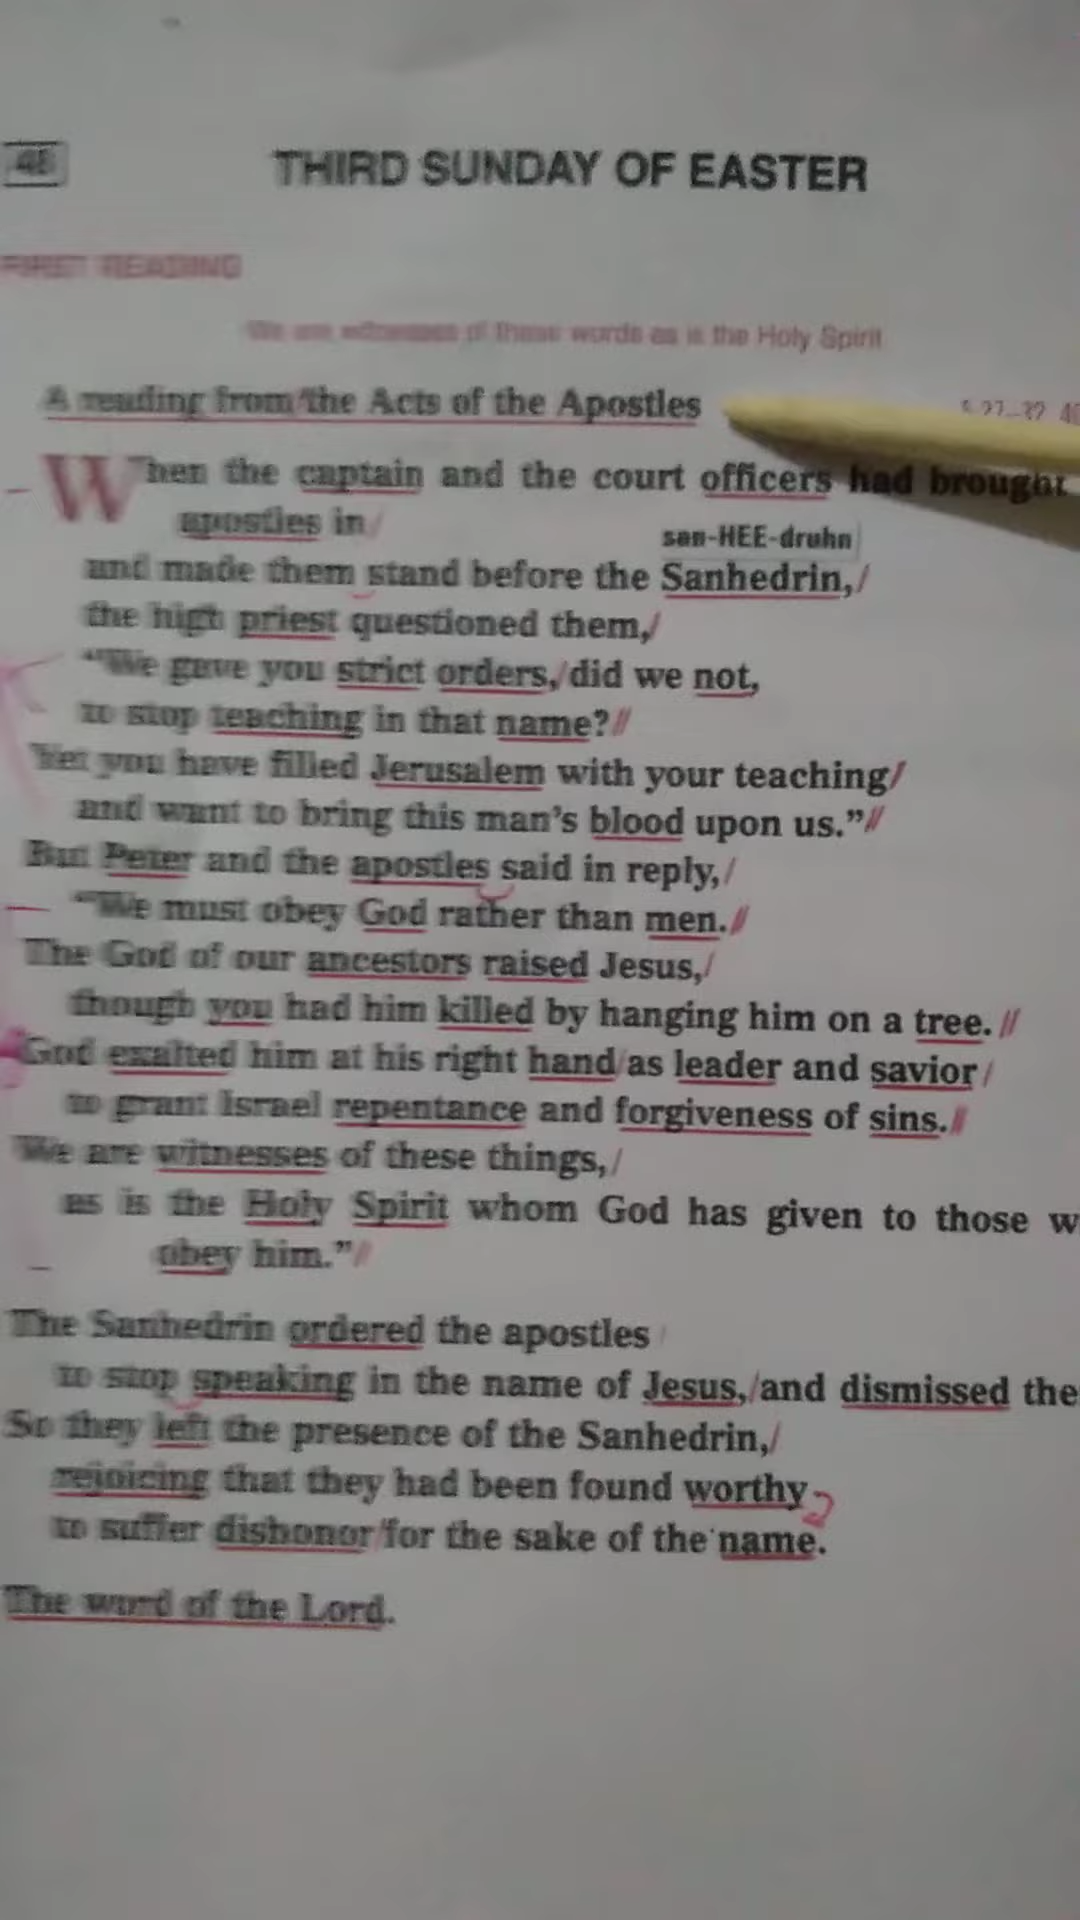 48
THIRD SUNDAY OF EASTER
FIRST READING
We are witnesses of these words as is the Holy Spirit
A reading from/the Acts of the Apostles
5:27-32, 40
When the captain and the court officers had brought
apostles in/
san-HEE-druhn
and made them stand before the Sanhedrin,/
the high priest questioned them,/
"We gave you strict orders,/did we not,
to stop teaching in that name?//
Yet you have filled Jerusalem with your teaching/
and want to bring this man's blood upon us."//
But Peter and the apostles said in reply,/
"We must obey God rather than men.//
The God of our ancestors raised Jesus,/
though you had him killed by hanging him on a tree.//
God exalted him at his right hand/as leader and savior/
to grant Israel repentance and forgiveness of sins.//
We are witnesses of these things,/
as is the Holy Spirit whom God has given to those w
obey him."//
The Sanhedrin ordered the apostles/
to stop speaking in the name of Jesus,/and dismissed the
So they left the presence of the Sanhedrin,/
rejoicing that they had been found worthy
to suffer dishonor/for the sake of the name.
The word of the Lord.